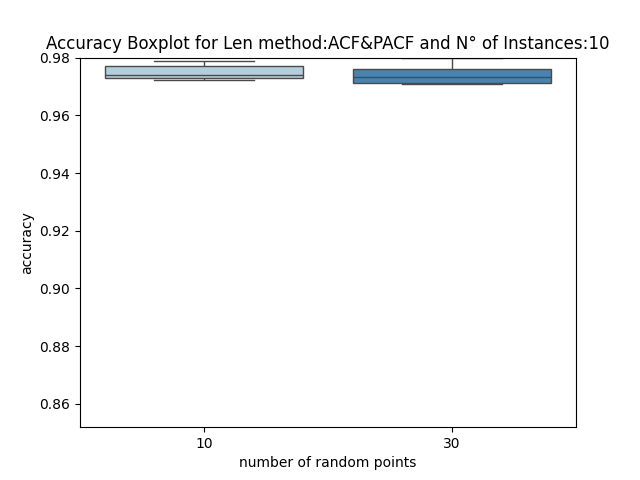 Accuracy Boxplot for Len method:ACF&PACF and N° of Instances:10
0.98
0.96
0.94
0.92
0.90
0.88
0.86
accuracy
10 30
number of random points